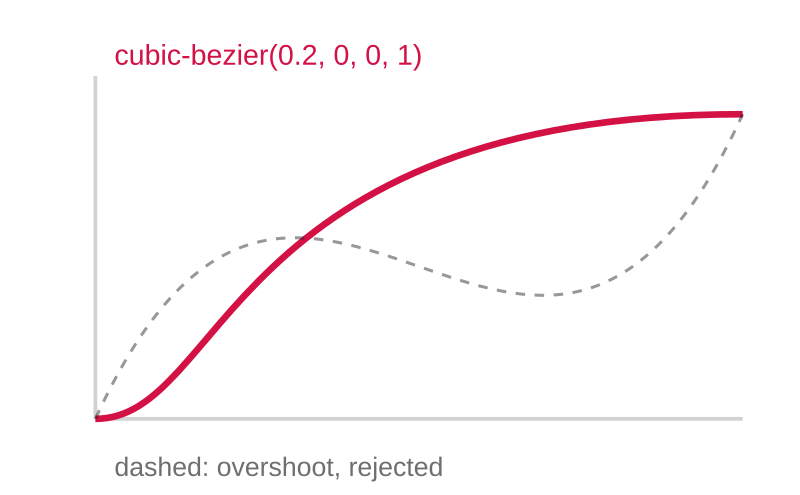 cubic-bezier(0.2, 0, 0, 1)
dashed: overshoot, rejected